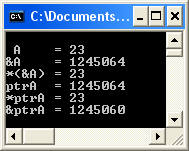 C:\Documents...
A = 23
&A = 1245064
*(&A) = 23
ptrA = 1245064
*ptrA = 23
&ptrA = 1245060